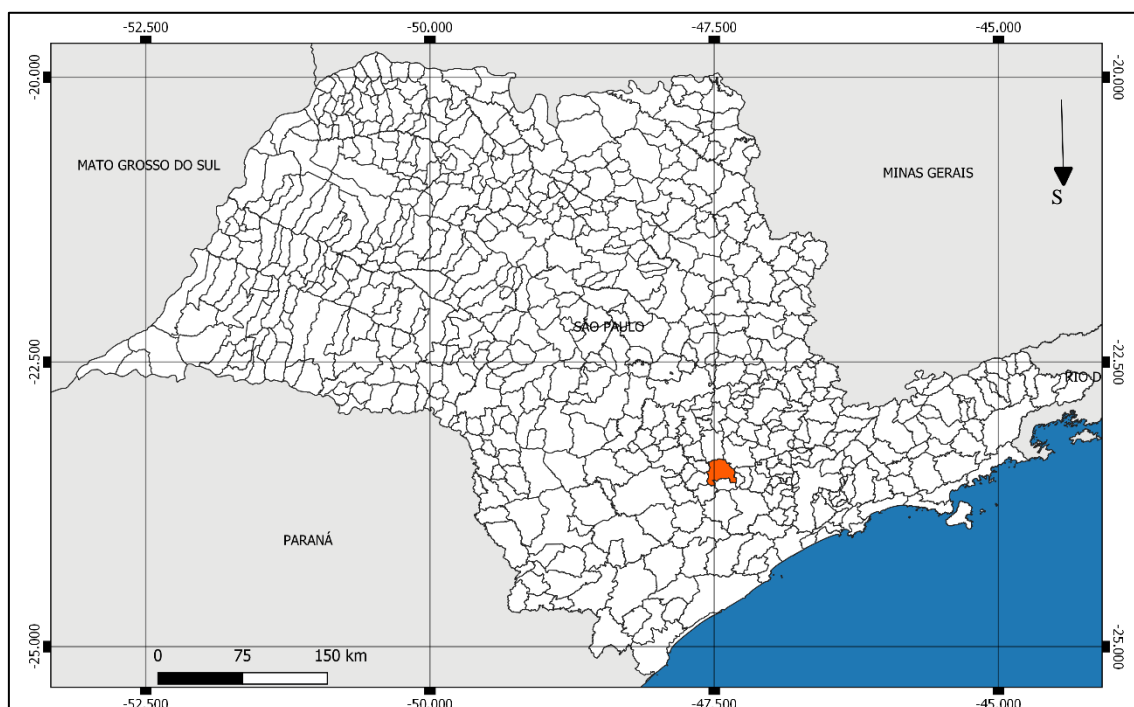 -52.500 -50.000 -47.500 -45.000
-20.000 -20.000
MATO GROSSO DO SUL
MINAS GERAIS
S
SÃO PAULO
-22.500 -22.500
RIO D
PARANÁ
-25.000 -25.000
0 75 150 km
-52.500 -50.000 -47.500 -45.000